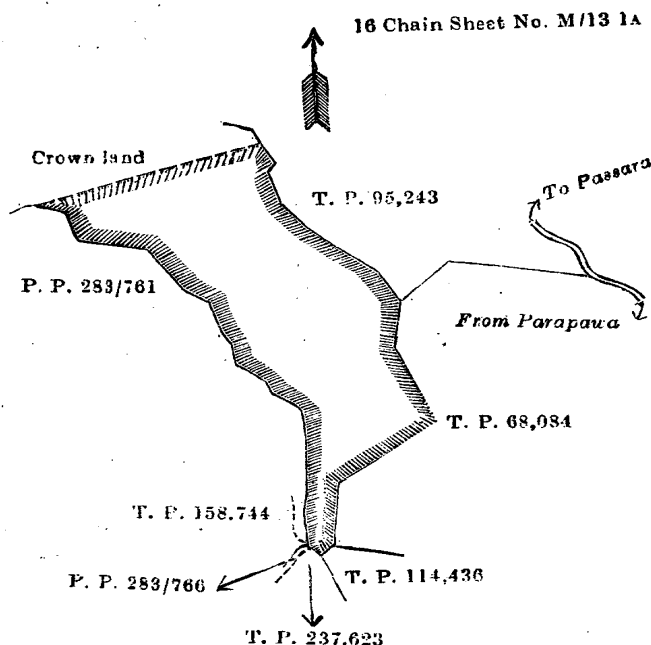 16 Chain Sheet No. M/13 1A
Crown land
T. P. 95,243
To Passara
P. P. 283/761
From Parapawa
T. P. 68,084
T. P. 158.744
P. P. 283/766
T. P. 114,436
T. P. 237.623